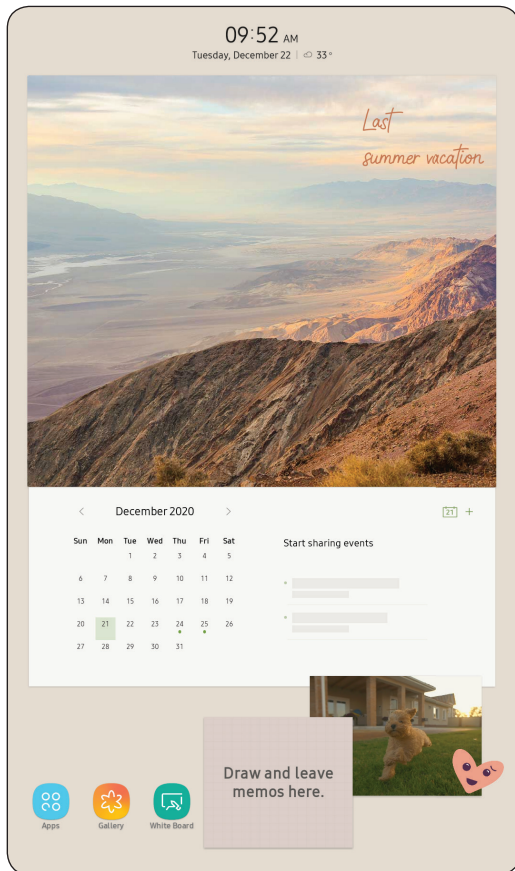 09:52 AM
Tuesday, December 22 | 33°
Last
summer vacation
< December 2020 >
21 +
Sun Mon Tue Wed Thu Fri Sat
1 2 3 4 5
6 7 8 9 10 11 12
13 14 15 16 17 18 19
20 21 22 23 24 25 26
27 28 29 30 31
Start sharing events
Draw and leave
memos here.
Apps Gallery White Board